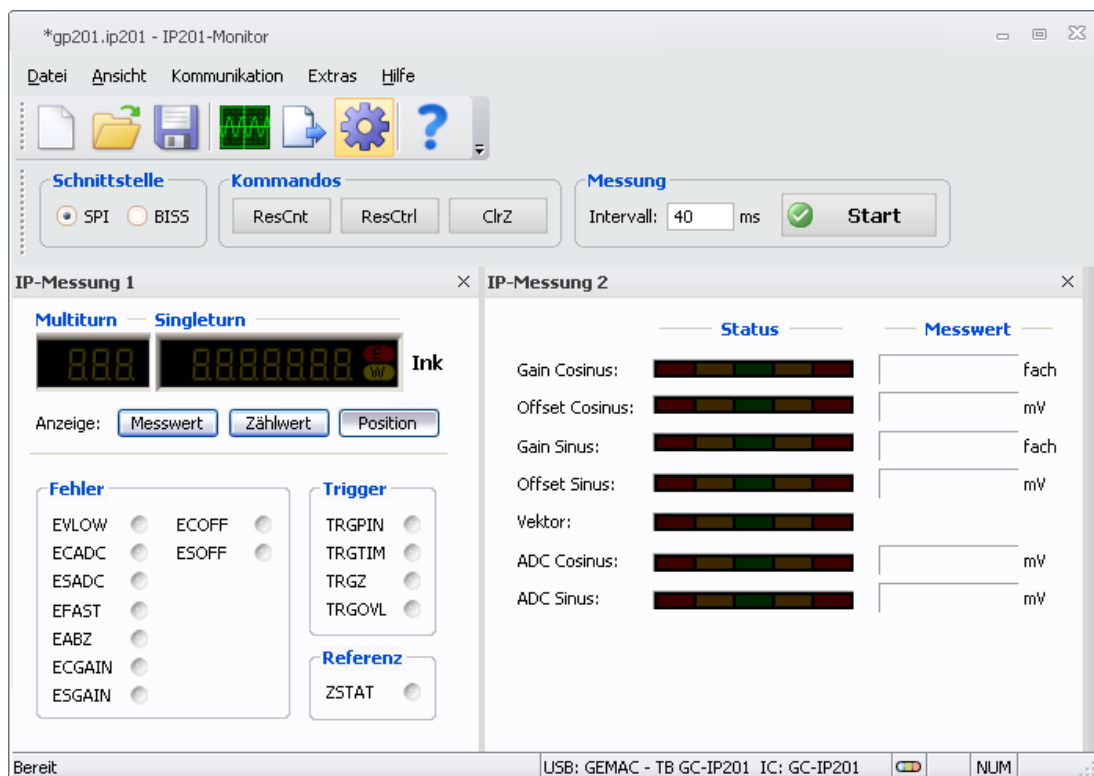 *gp201.ip201 - IP201-Monitor
Datei Ansicht Kommunikation Extras Hilfe
Schnittstelle
SPI BISS
Kommandos
ResCnt ResCtrl ClrZ
Messung
Intervall: 40 ms Start
IP-Messung 1
Multiturn Singleturn
E
W
Ink
Anzeige: Messwert Zählwert Position
Fehler
EVLOW ECOFF
ECADC ESOFF
ESADC
EFAST
EABZ
ECGAIN
ESGAIN
Trigger
TRGPIN
TRGTIM
TRGZ
TRGOVL
Referenz
ZSTAT
IP-Messung 2
Status Messwert
Gain Cosinus: fach
Offset Cosinus: mV
Gain Sinus: fach
Offset Sinus: mV
Vektor:
ADC Cosinus: mV
ADC Sinus: mV
Bereit USB: GEMAC - TB GC-IP201 IC: GC-IP201 NUM